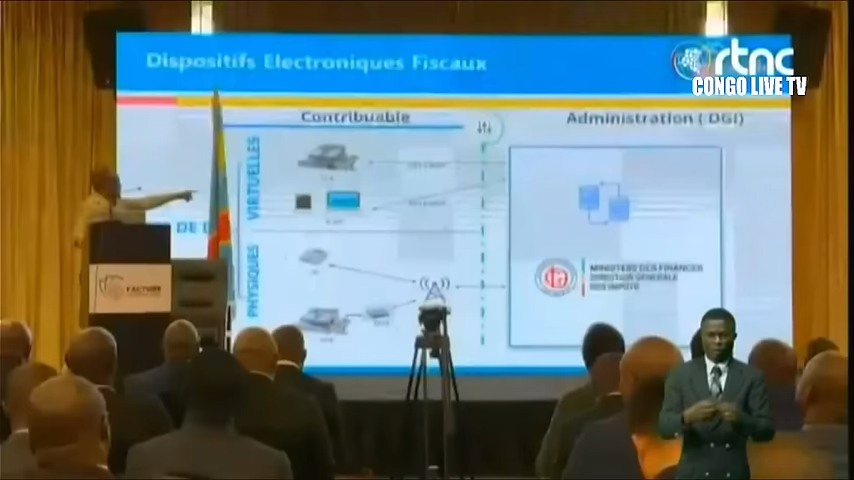 Dispositifs Electroniques Fiscaux
rtnc
CONGO LIVE TV
Contribuable
Administration ( DGI)
VIRTUELLES
DE
PHYSIQUES
MINISTERE DES FINANCES
DIRECTION GENERALE
DES IMPOTS
FACTURE